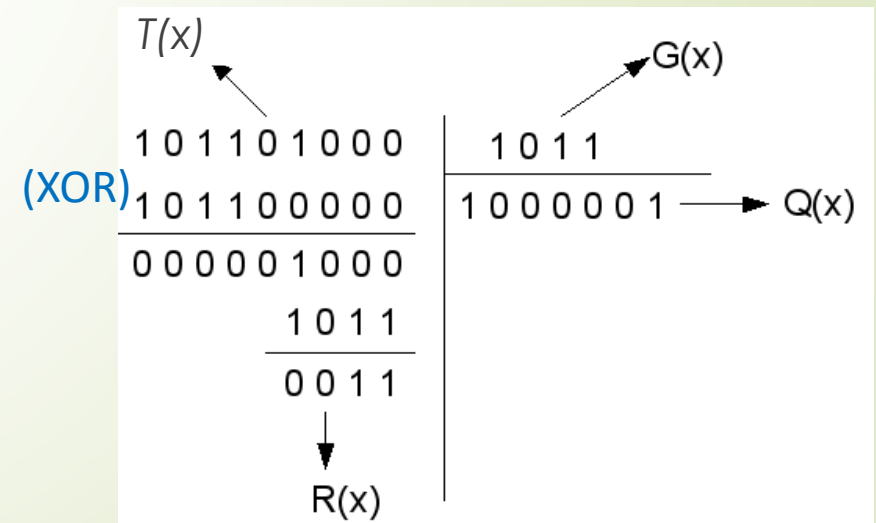 T(x)
G(x)
1 0 1 1 0 1 0 0 0 1 0 1 1
(XOR) 1 0 1 1 0 0 0 0 0 1 0 0 0 0 0 1 Q(x)
0 0 0 0 0 1 0 0 0
1 0 1 1
0 0 1 1
R(x)